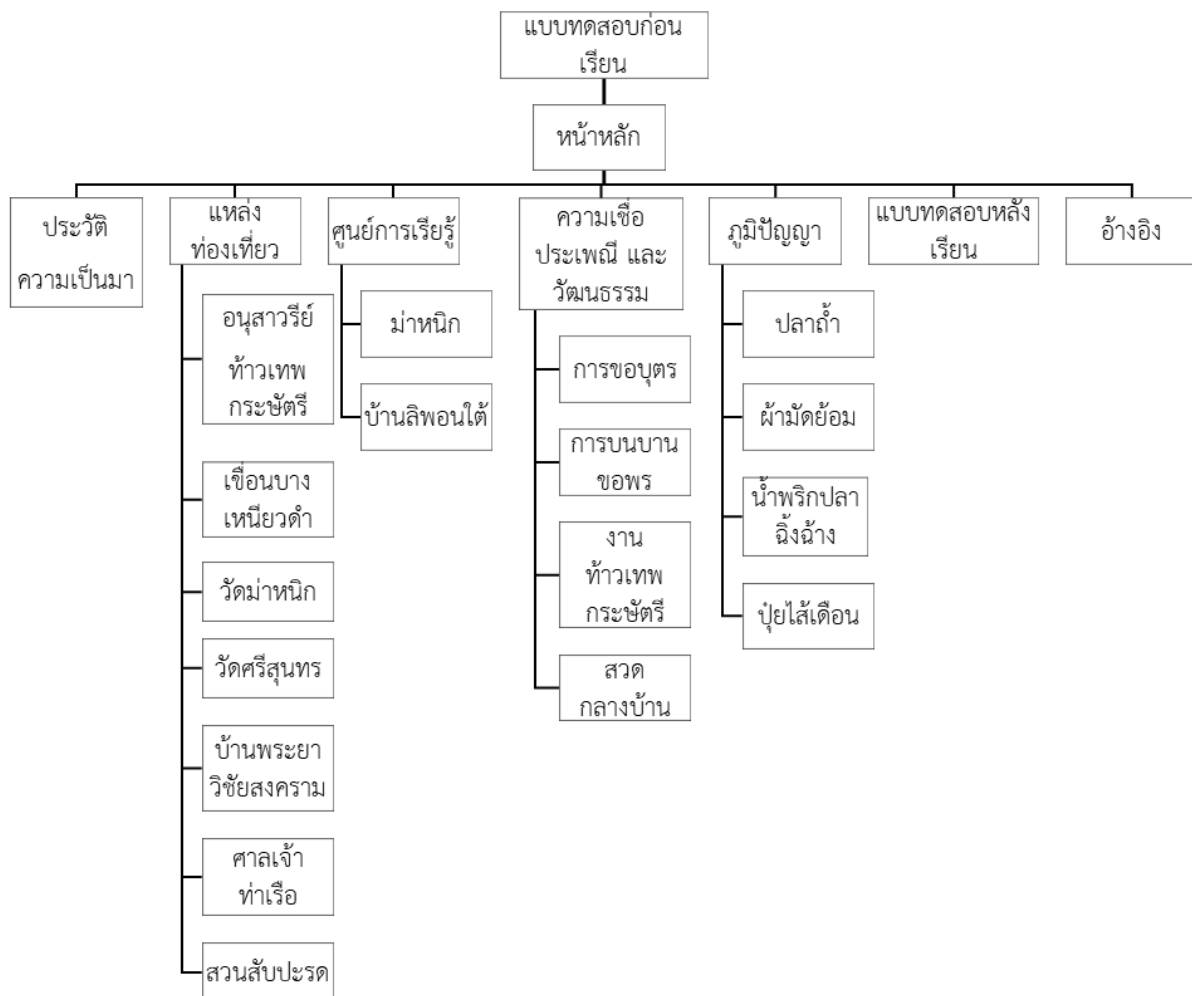 แบบทดสอบก่อน
เรียน
หน้าหลัก
ประวัติ
ความเป็นมา
แหล่ง
ท่องเที่ยว
อนุสาวรีย์
ท้าวเทพ
กระษัตรี
เขื่อนบาง
เหนียวดำ
วัดม่าหนิก
วัดศรีสุนทร
บ้านพระยา
วิชัยสงคราม
ศาลเจ้า
ท่าเรือ
สวนสับปะรด
ศูนย์การเรียรู้
ม่าหนิก
บ้านลิพอนใต้
ความเชื่อ
ประเพณี และ
วัฒนธรรม
การขอบุตร
การบนบาน
ขอพร
งาน
ท้าวเทพ
กระษัตรี
สวด
กลางบ้าน
ภูมิปัญญา
ปลาถ้ำ
ผ้ามัดย้อม
น้ำพริกปลา
ฉิ้งฉ้าง
ปุ๋ยไส้เดือน
แบบทดสอบหลัง
เรียน
อ้างอิง